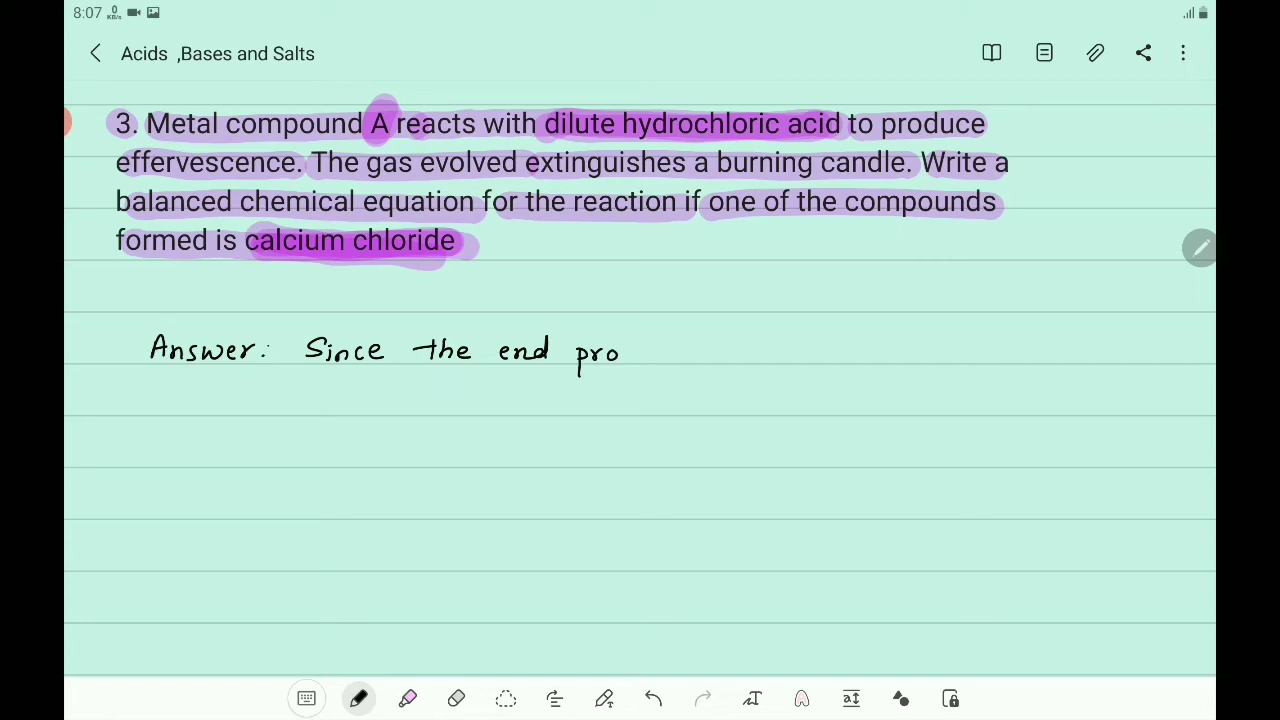 8:07 0 KB/s
Acids ,Bases and Salts
3. Metal compound A reacts with dilute hydrochloric acid to produce
effervescence. The gas evolved extinguishes a burning candle. Write a
balanced chemical equation for the reaction if one of the compounds
formed is calcium chloride
Answer: Since the end pro